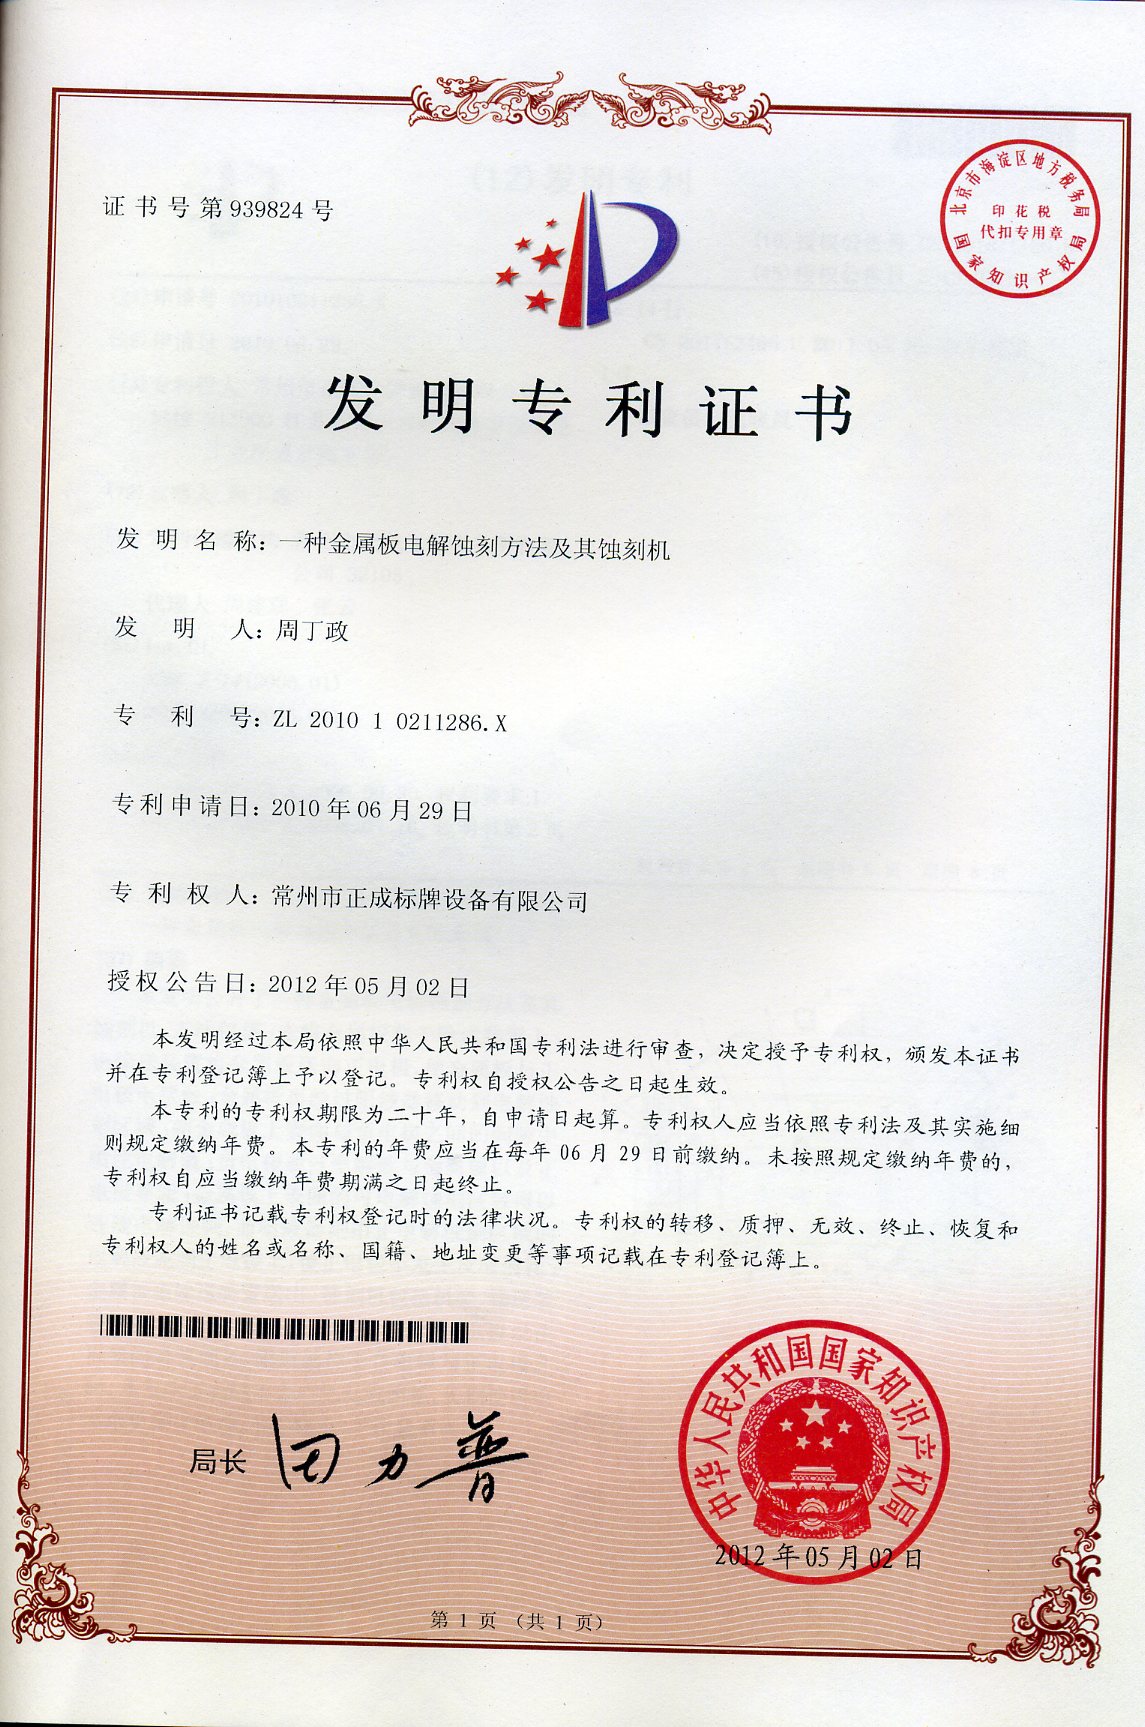 证书号第939824号
北京市海淀区地方税务局
印花税
代扣专用章
国家知识产权局
发明专利证书
发明名称：一种金属板电解蚀刻方法及其蚀刻机
发明人：周丁政
专利号：ZL 2010 1 0211286.X
专利申请日：2010年06月29日
专利权人：常州市正成标牌设备有限公司
授权公告日：2012年05月02日
本发明经过本局依照中华人民共和国专利法进行审查，决定授予专利权，颁发本证书
并在专利登记簿上予以登记。专利权自授权公告之日起生效。
本专利的专利权期限为二十年，自申请日起算。专利权人应当依照专利法及其实施细
则规定缴纳年费。本专利的年费应当在每年06月29日前缴纳。未按照规定缴纳年费的，
专利权自应当缴纳年费期满之日起终止。
专利证书记载专利权登记时的法律状况。专利权的转移、质押、无效、终止、恢复和
专利权人的姓名或名称、国籍、地址变更等事项记载在专利登记簿上。
局长 田力普
中华人民共和国国家知识产权局
2012年05月02日
第1页（共1页）